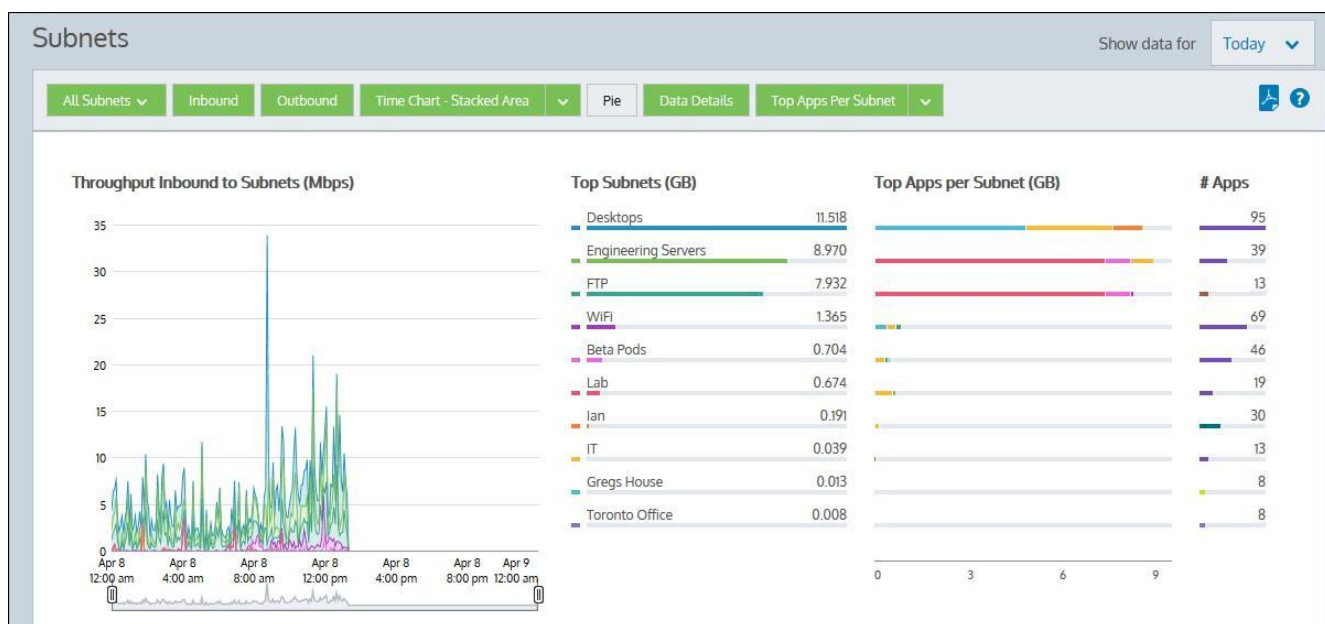 Subnets
Show data for Today
All Subnets Inbound Outbound Time Chart - Stacked Area Pie Data Details Top Apps Per Subnet ?
Throughput Inbound to Subnets (Mbps)
35
30
25
20
15
10
5
0
Apr 8 Apr 8 Apr 8 Apr 8 Apr 8 Apr 8 Apr 9
12:00 am 4:00 am 8:00 am 12:00 pm 4:00 pm 8:00 pm 12:00 am
Top Subnets (GB) Top Apps per Subnet (GB) # Apps
Desktops 11.518 95
Engineering Servers 8.970 39
FTP 7.932 13
WiFi 1.365 69
Beta Pods 0.704 46
Lab 0.674 19
Ian 0.191 30
IT 0.039 13
Gregs House 0.013 8
Toronto Office 0.008 8
0 3 6 9